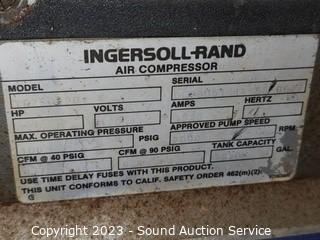 INGERSOLL-RAND
AIR COMPRESSOR
MODEL SERIAL
HP VOLTS AMPS HERTZ
MAX. OPERATING PRESSURE APPROVED PUMP SPEED
PSIG RPM
CFM @ 40 PSIG CFM @ 90 PSIG TANK CAPACITY
GAL.
USE TIME DELAY FUSES WITH THIS PRODUCT.
THIS UNIT CONFORMS TO CALIF. SAFETY ORDER 462(m)(2).
Copyright 2023 - Sound Auction Service